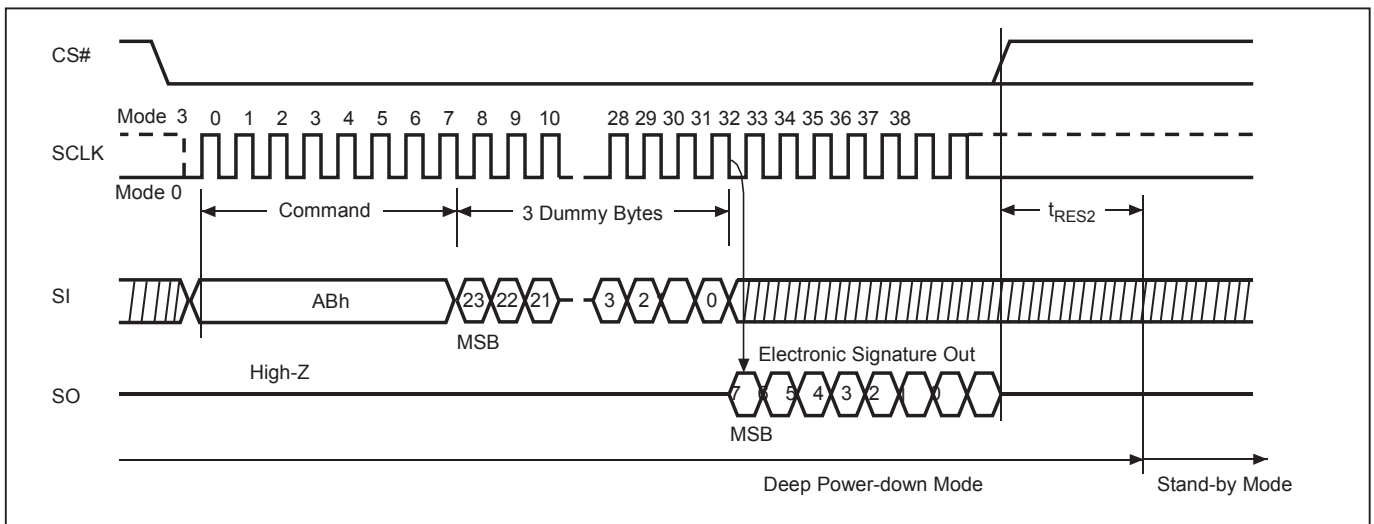 CS#
Mode 3 0 1 2 3 4 5 6 7 8 9 10 28 29 30 31 32 33 34 35 36 37 38
SCLK
Mode 0
Command 3 Dummy Bytes tRES2
SI ABh 23 22 21 3 2 0
MSB
High-Z Electronic Signature Out
SO 7 6 5 4 3 2 1 0
MSB
Deep Power-down Mode Stand-by Mode